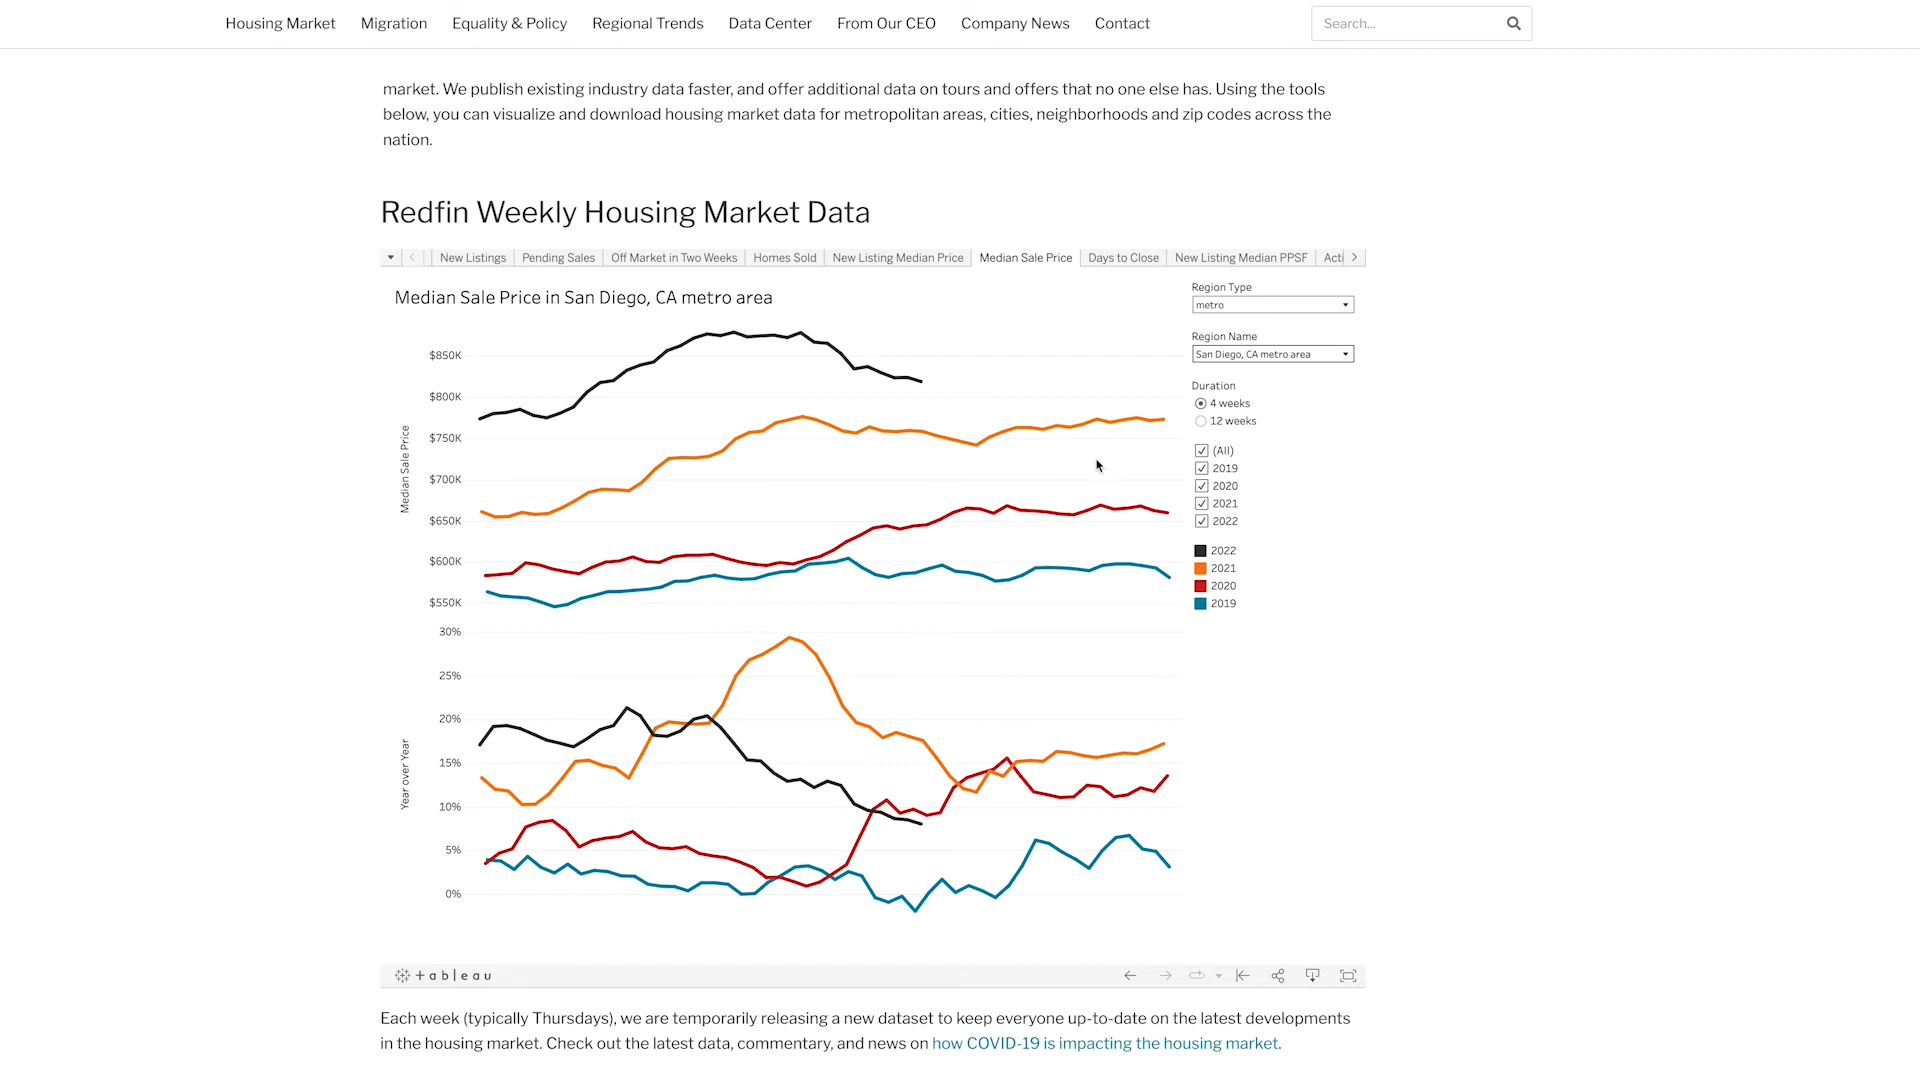 Housing Market Migration Equality & Policy Regional Trends Data Center From Our CEO Company News Contact Search...
market. We publish existing industry data faster, and offer additional data on tours and offers that no one else has. Using the tools
below, you can visualize and download housing market data for metropolitan areas, cities, neighborhoods and zip codes across the
nation.
Redfin Weekly Housing Market Data
New Listings Pending Sales Off Market in Two Weeks Homes Sold New Listing Median Price Median Sale Price Days to Close New Listing Median PPSF Acti
Median Sale Price in San Diego, CA metro area
Median Sale Price
$850K
$800K
$750K
$700K
$650K
$600K
$550K
Year over Year
30%
25%
20%
15%
10%
5%
0%
Region Type
metro
Region Name
San Diego, CA metro area
Duration
4 weeks
12 weeks
(All)
2019
2020
2021
2022
2022
2021
2020
2019
+ableau
Each week (typically Thursdays), we are temporarily releasing a new dataset to keep everyone up-to-date on the latest developments
in the housing market. Check out the latest data, commentary, and news on how COVID-19 is impacting the housing market.